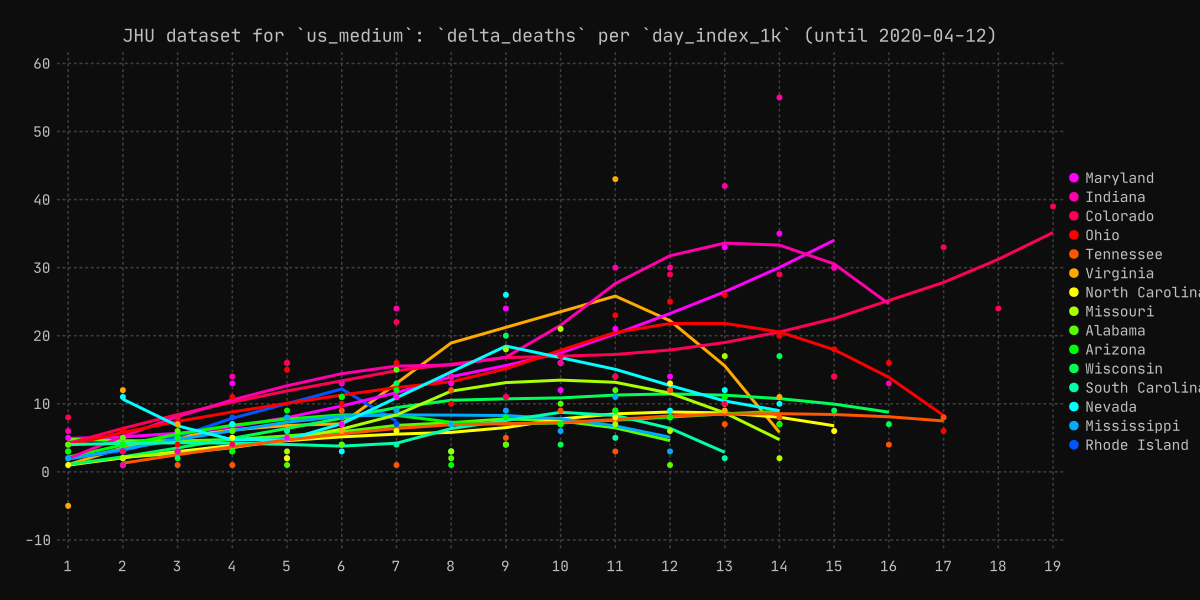 JHU dataset for `us_medium`: `delta_deaths` per `day_index_1k` (until 2020-04-12)
60
50
40
30
20
10
0
-10
1 2 3 4 5 6 7 8 9 10 11 12 13 14 15 16 17 18 19
Maryland
Indiana
Colorado
Ohio
Tennessee
Virginia
North Carolina
Missouri
Alabama
Arizona
Wisconsin
South Carolina
Nevada
Mississippi
Rhode Island